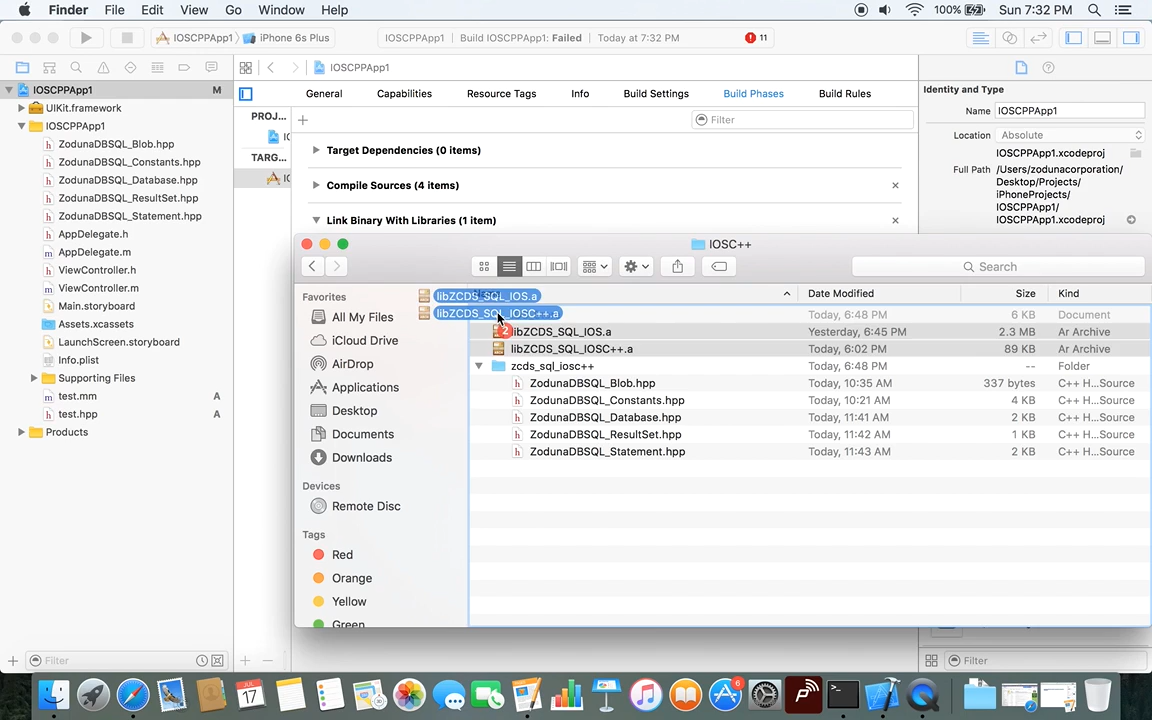 Finder File Edit View Go Window Help 100% Sun 7:32 PM
IOSCPPApp1 iPhone 6s Plus IOSCPPApp1 | Build IOSCPPApp1: Failed | Today at 7:32 PM 11
IOSCPPApp1 M
UIKit.framework
IOSCPPApp1
ZodunaDBSQL_Blob.hpp
ZodunaDBSQL_Constants.hpp
ZodunaDBSQL_Database.hpp
ZodunaDBSQL_ResultSet.hpp
ZodunaDBSQL_Statement.hpp
AppDelegate.h
AppDelegate.m
ViewController.h
ViewController.m
Main.storyboard
Assets.xcassets
LaunchScreen.storyboard
Info.plist
Supporting Files
test.mm A
test.hpp A
Products
Filter
IOSCPPApp1
General Capabilities Resource Tags Info Build Settings Build Phases Build Rules
PROJ...
TARG...
Filter
Target Dependencies (0 items)
Compile Sources (4 items)
Link Binary With Libraries (1 item)
Identity and Type
Name IOSCPPApp1
Location Absolute
IOSCPPApp1.xcodeproj
Full Path /Users/zodunacorporation/
Desktop/Projects/
iPhoneProjects/
IOSCPPApp1/
IOSCPPApp1.xcodeproj
Filter
IOSC++
Search
Favorites
All My Files
iCloud Drive
AirDrop
Applications
Desktop
Documents
Downloads
Devices
Remote Disc
Tags
Red
Orange
Yellow
Green
Date Modified Size Kind
libZCDS_SQL_IOS.a
libZCDS_SQL_IOSC++.a
2
Today, 6:48 PM 6 KB Document
libZCDS_SQL_IOS.a Yesterday, 6:45 PM 2.3 MB Ar Archive
libZCDS_SQL_IOSC++.a Today, 6:02 PM 89 KB Ar Archive
zcds_sql_iosc++ Today, 6:48 PM -- Folder
ZodunaDBSQL_Blob.hpp Today, 10:35 AM 337 bytes C++ H...Source
ZodunaDBSQL_Constants.hpp Today, 10:21 AM 4 KB C++ H...Source
ZodunaDBSQL_Database.hpp Today, 11:41 AM 2 KB C++ H...Source
ZodunaDBSQL_ResultSet.hpp Today, 11:42 AM 1 KB C++ H...Source
ZodunaDBSQL_Statement.hpp Today, 11:43 AM 2 KB C++ H...Source
JUL
17
6